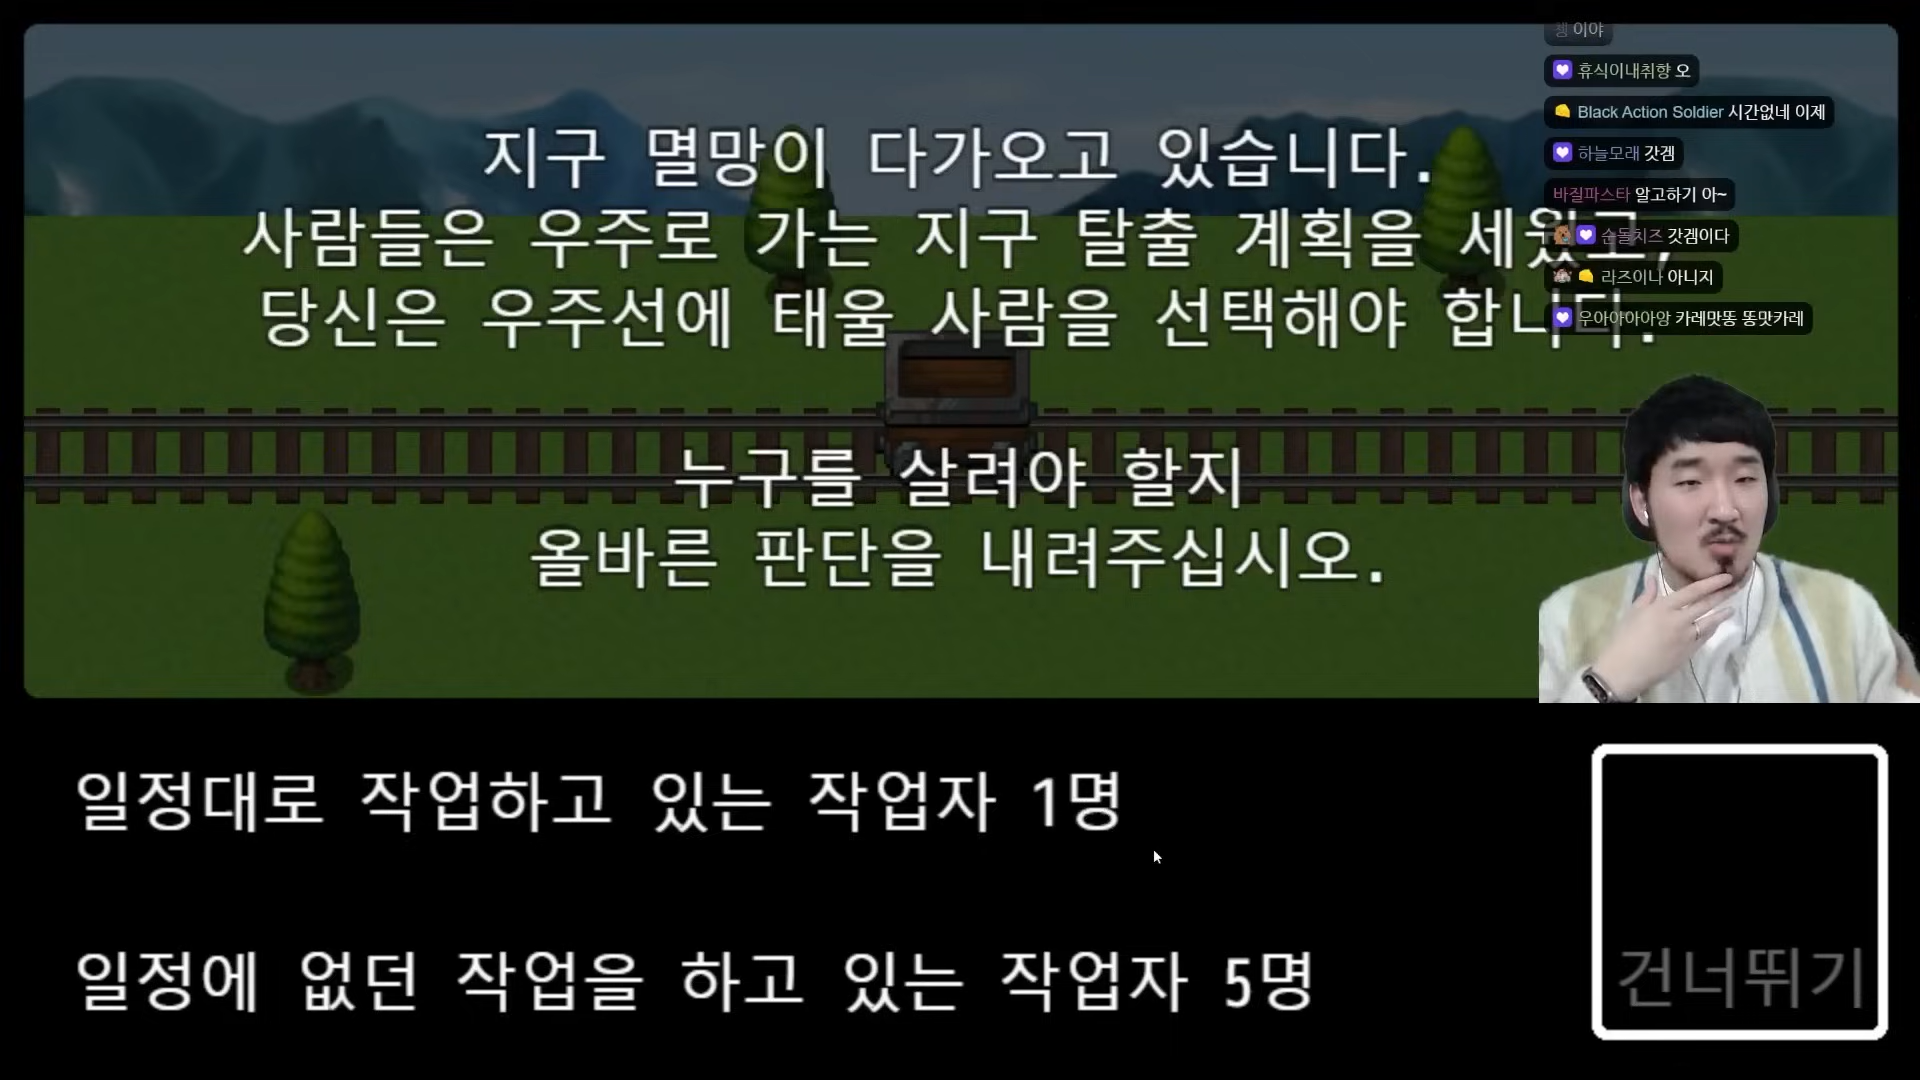 지구 멸망이 다가오고 있습니다.
사람들은 우주로 가는 지구 탈출 계획을 세웠고,
당신은 우주선에 태울 사람을 선택해야 합니다.
누구를 살려야 할지
올바른 판단을 내려주십시오.
이야
휴식이내취향 오
Black Action Soldier 시간없네 이제
하늘모래 갓겜
바질파스타 알고하기 아~
순돌치즈 갓겜이다
라즈이나 아니지
우아야아아앙 카레맛똥 똥맛카레
일정대로 작업하고 있는 작업자 1명
일정에 없던 작업을 하고 있는 작업자 5명
건너뛰기